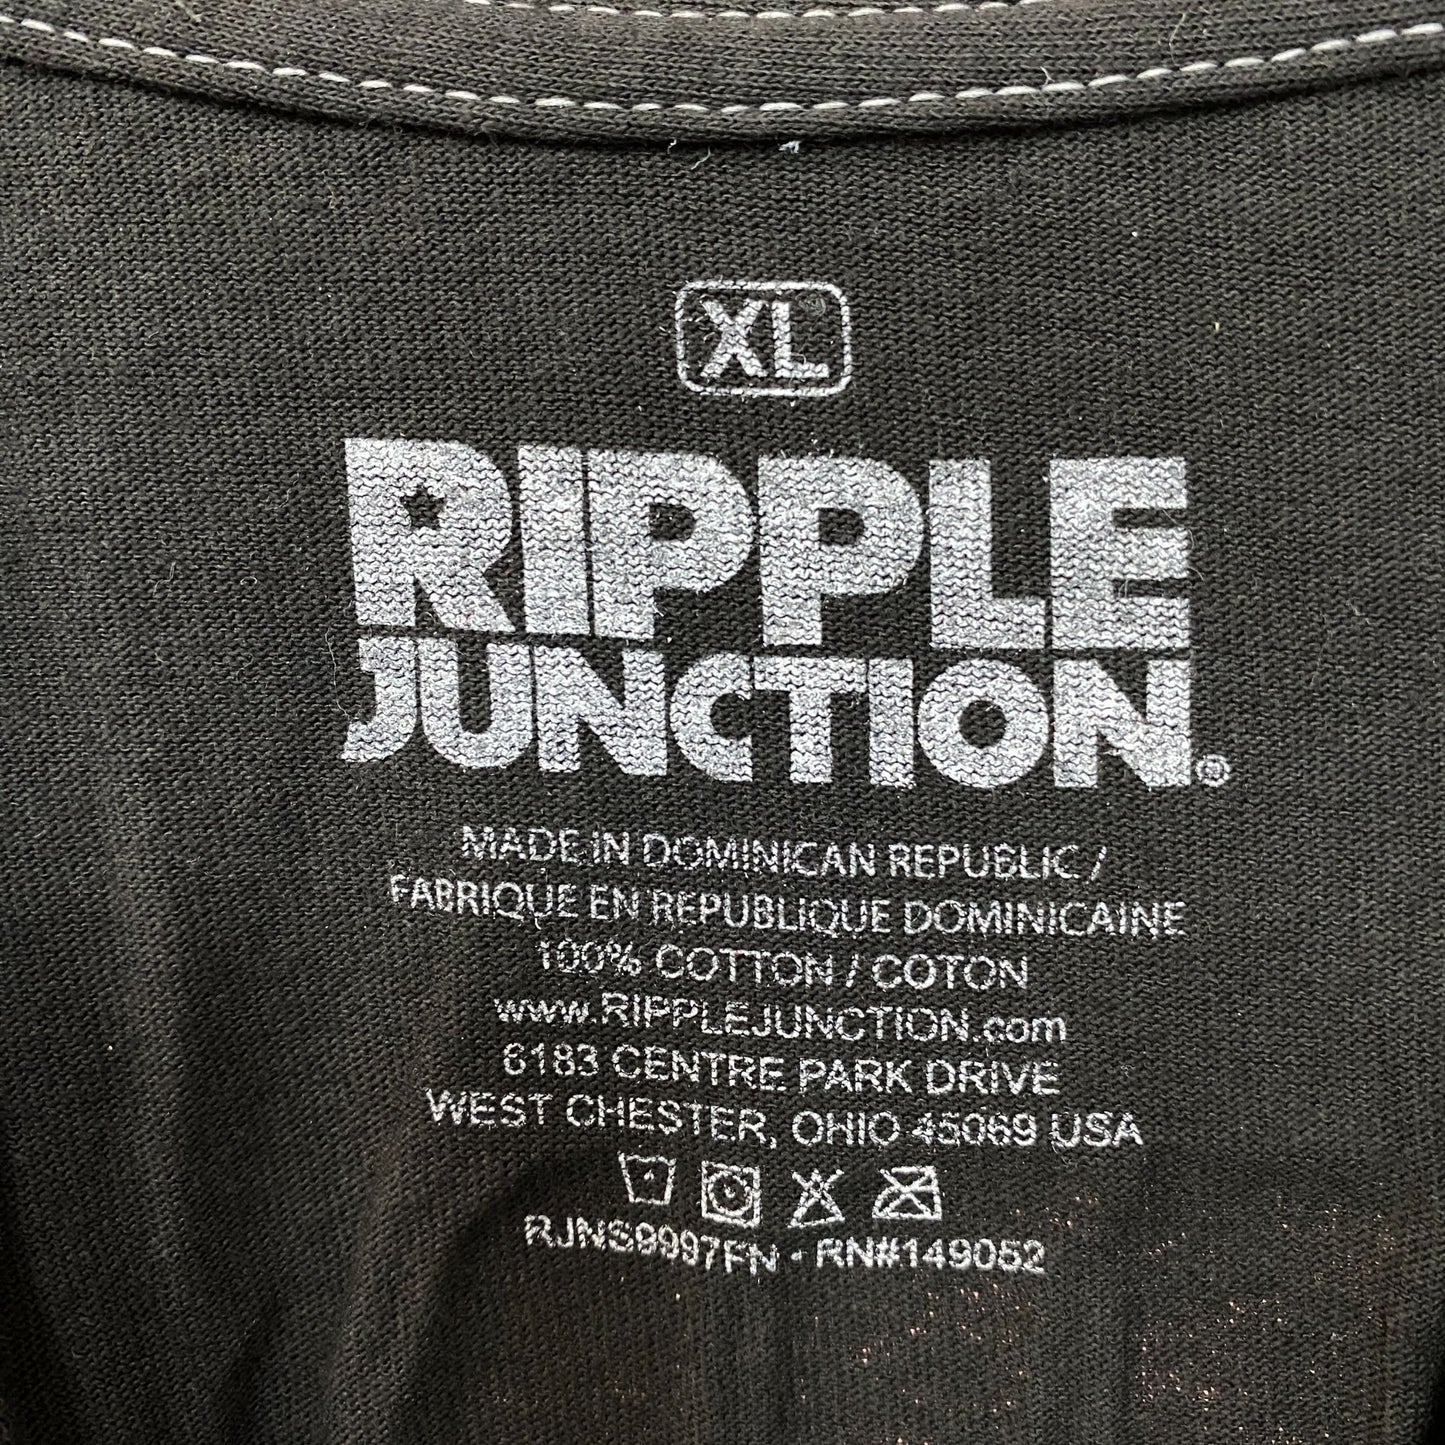 XL
RIPPLE
JUNCTION®
MADE IN DOMINICAN REPUBLIC /
FABRIQUE EN REPUBLIQUE DOMINICAINE
100% COTTON / COTON
www.RIPPLEJUNCTION.com
6183 CENTRE PARK DRIVE
WEST CHESTER, OHIO 45069 USA
RJNS9997FN • RN#149052